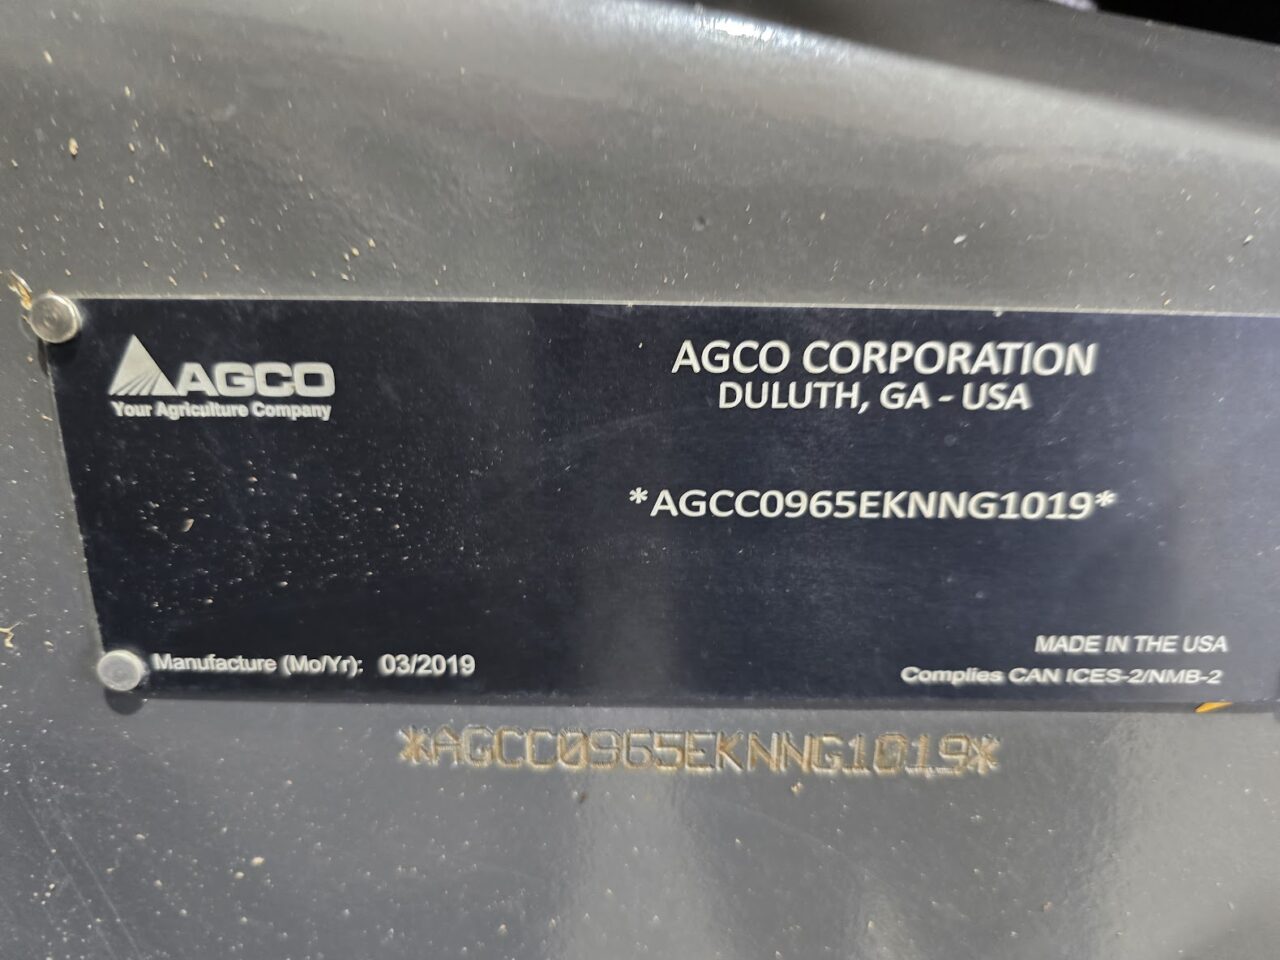 AGCO
Your Agriculture Company
AGCO CORPORATION
DULUTH, GA - USA
*AGCC0965EKNNG1019*
Manufacture (Mo/Yr): 03/2019
MADE IN THE USA
Complies CAN ICES-2/NMB-2
*AGCC0965EKNNG1019*